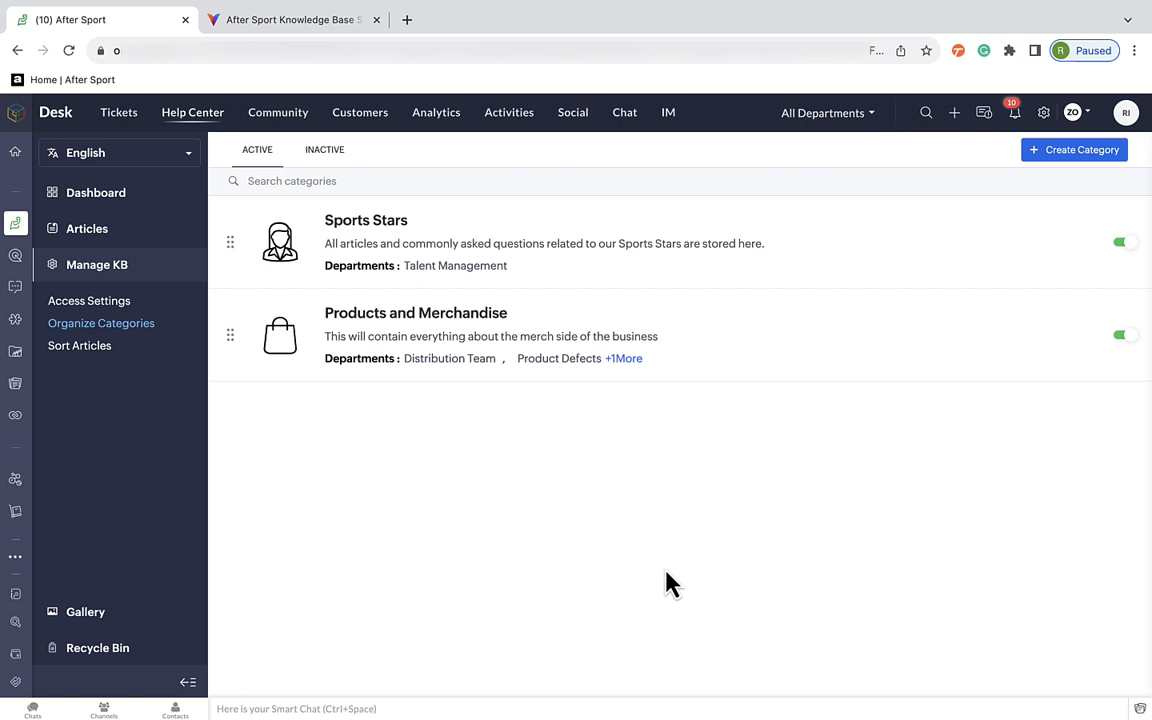 (10) After Sport
After Sport Knowledge Base S
o
F...
R Paused
a Home | After Sport
Desk Tickets Help Center Community Customers Analytics Activities Social Chat IM All Departments 10 ZO RI
English
Dashboard
Articles
Manage KB
Access Settings
Organize Categories
Sort Articles
Gallery
Recycle Bin
ACTIVE INACTIVE + Create Category
Search categories
Sports Stars
All articles and commonly asked questions related to our Sports Stars are stored here.
Departments : Talent Management
Products and Merchandise
This will contain everything about the merch side of the business
Departments : Distribution Team , Product Defects +1More
Chats Channels Contacts Here is your Smart Chat (Ctrl+Space)